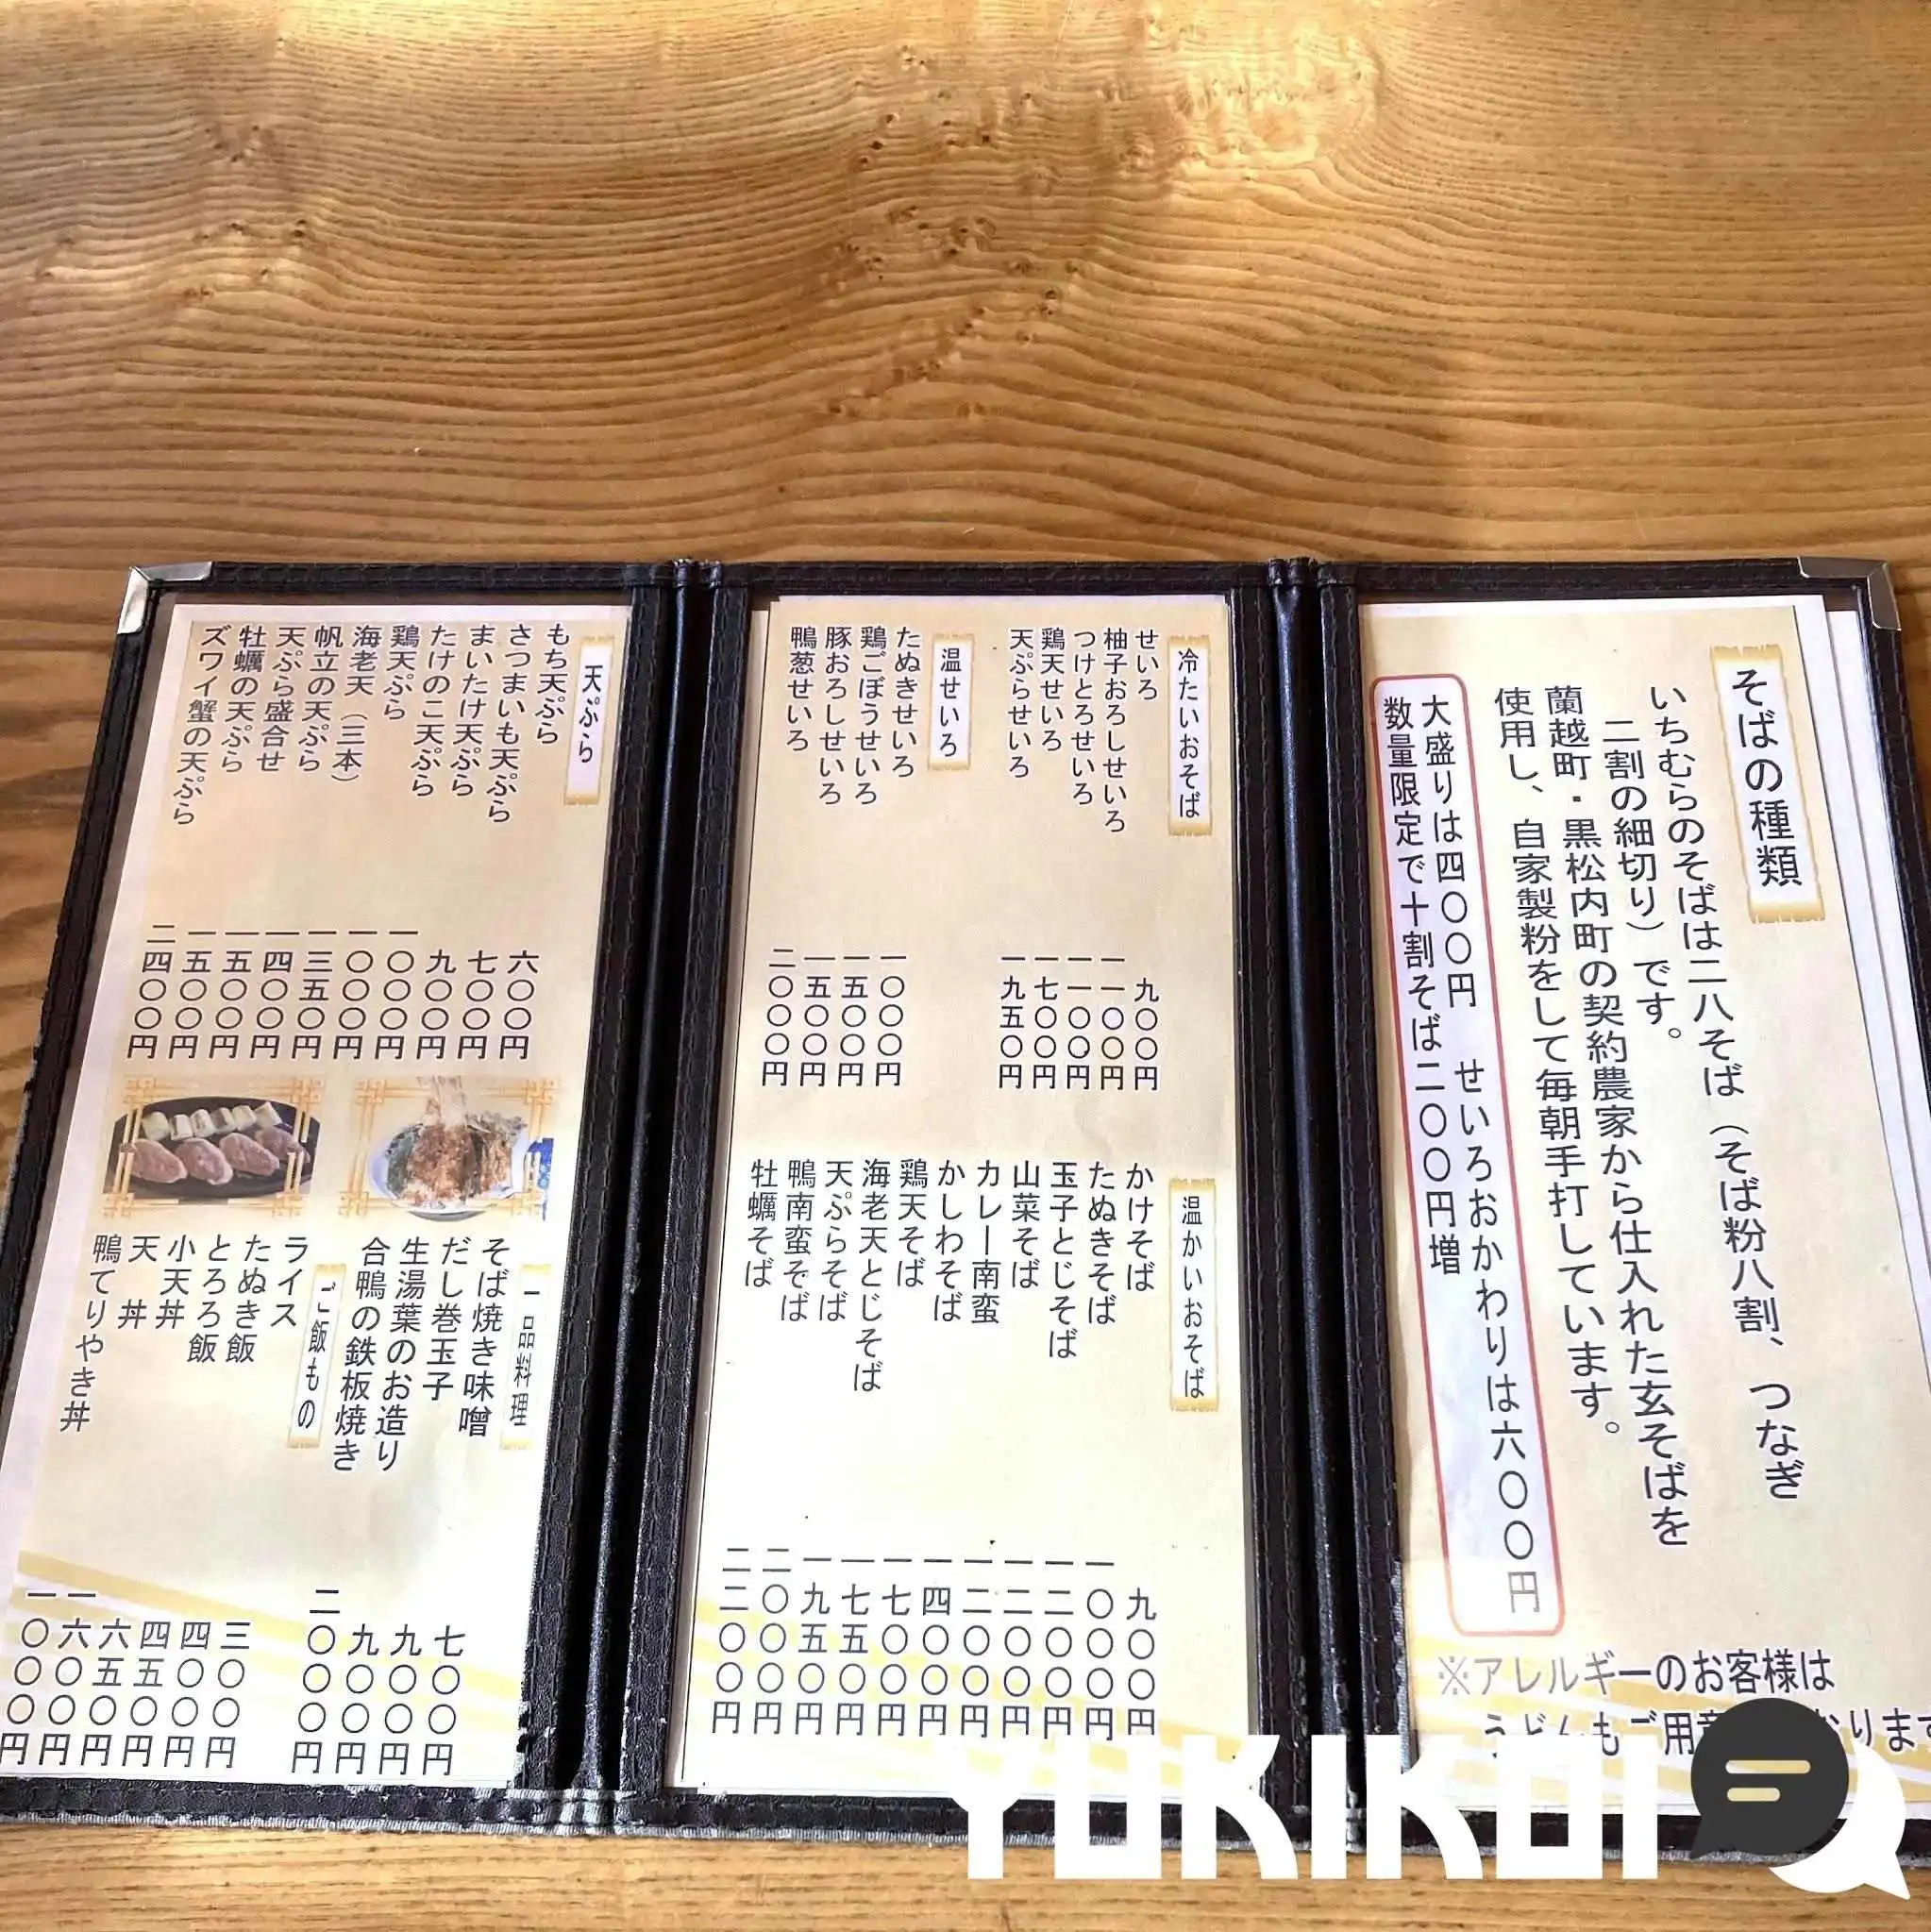 そばの種類
いちむらのそばは二八そば（そば粉八割、つなぎ
二割の細切り）です。
蘭越町・黒松内町の契約農家から仕入れた玄そばを
使用し、自家製粉をして毎朝手打しています。
大盛りは四〇〇円　せいろおかわりは六〇〇円
数量限定で十割そば二〇〇円増
※アレルギーのお客様は
うどんもご用
ります
冷たいおそば
せいろ 九〇〇円
柚子おろしせいろ 一一〇〇円
つけとろせいろ 一一〇〇円
鶏天せいろ 一七〇〇円
天ぷらせいろ 一九五〇円
温せいろ
たぬきせいろ 一〇〇〇円
鶏ごぼうせいろ 一五〇〇円
豚おろしせいろ 一五〇〇円
鴨葱せいろ 二〇〇〇円
温かいおそば
かけそば 九〇〇円
たぬきそば 一〇〇〇円
玉子とじそば 一二〇〇円
山菜そば 一二〇〇円
カレー南蛮 一二〇〇円
かしわそば 一四〇〇円
鶏天そば 一七〇〇円
海老天とじそば 一七五〇円
天ぷらそば 一九五〇円
鴨南蛮そば 二〇〇〇円
牡蠣そば 二二〇〇円
天ぷら
もち天ぷら 六〇〇円
さつまいも天ぷら 七〇〇円
まいたけ天ぷら 九〇〇円
たけのこ天ぷら 一〇〇〇円
鶏天ぷら 一〇〇〇円
海老天（三本） 一三五〇円
帆立の天ぷら 一四〇〇円
天ぷら盛合せ 一五〇〇円
牡蠣の天ぷら 一五〇〇円
ズワイ蟹の天ぷら 二四〇〇円
一品料理
そば焼き味噌 七〇〇円
だし巻玉子 九〇〇円
生湯葉のお造り 九〇〇円
合鴨の鉄板焼き 二〇〇〇円
ご飯もの
ライス 三〇〇円
たぬき飯 四〇〇円
とろろ飯 四五〇円
小天丼 六五〇円
天　丼 一六〇〇円
鴨てりやき丼 一〇〇〇円
YUKIKOI